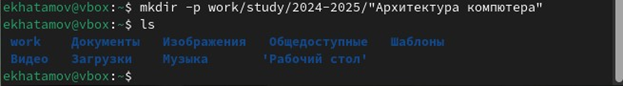 ekhatamov@vbox:~$ mkdir -p work/study/2024-2025/"Архитектура компютера"
ekhatamov@vbox:~$ ls
work Документы Изображения Общедоступные Шаблоны
Видео Загрузки Музыка 'Рабочий стол'
ekhatamov@vbox:~$